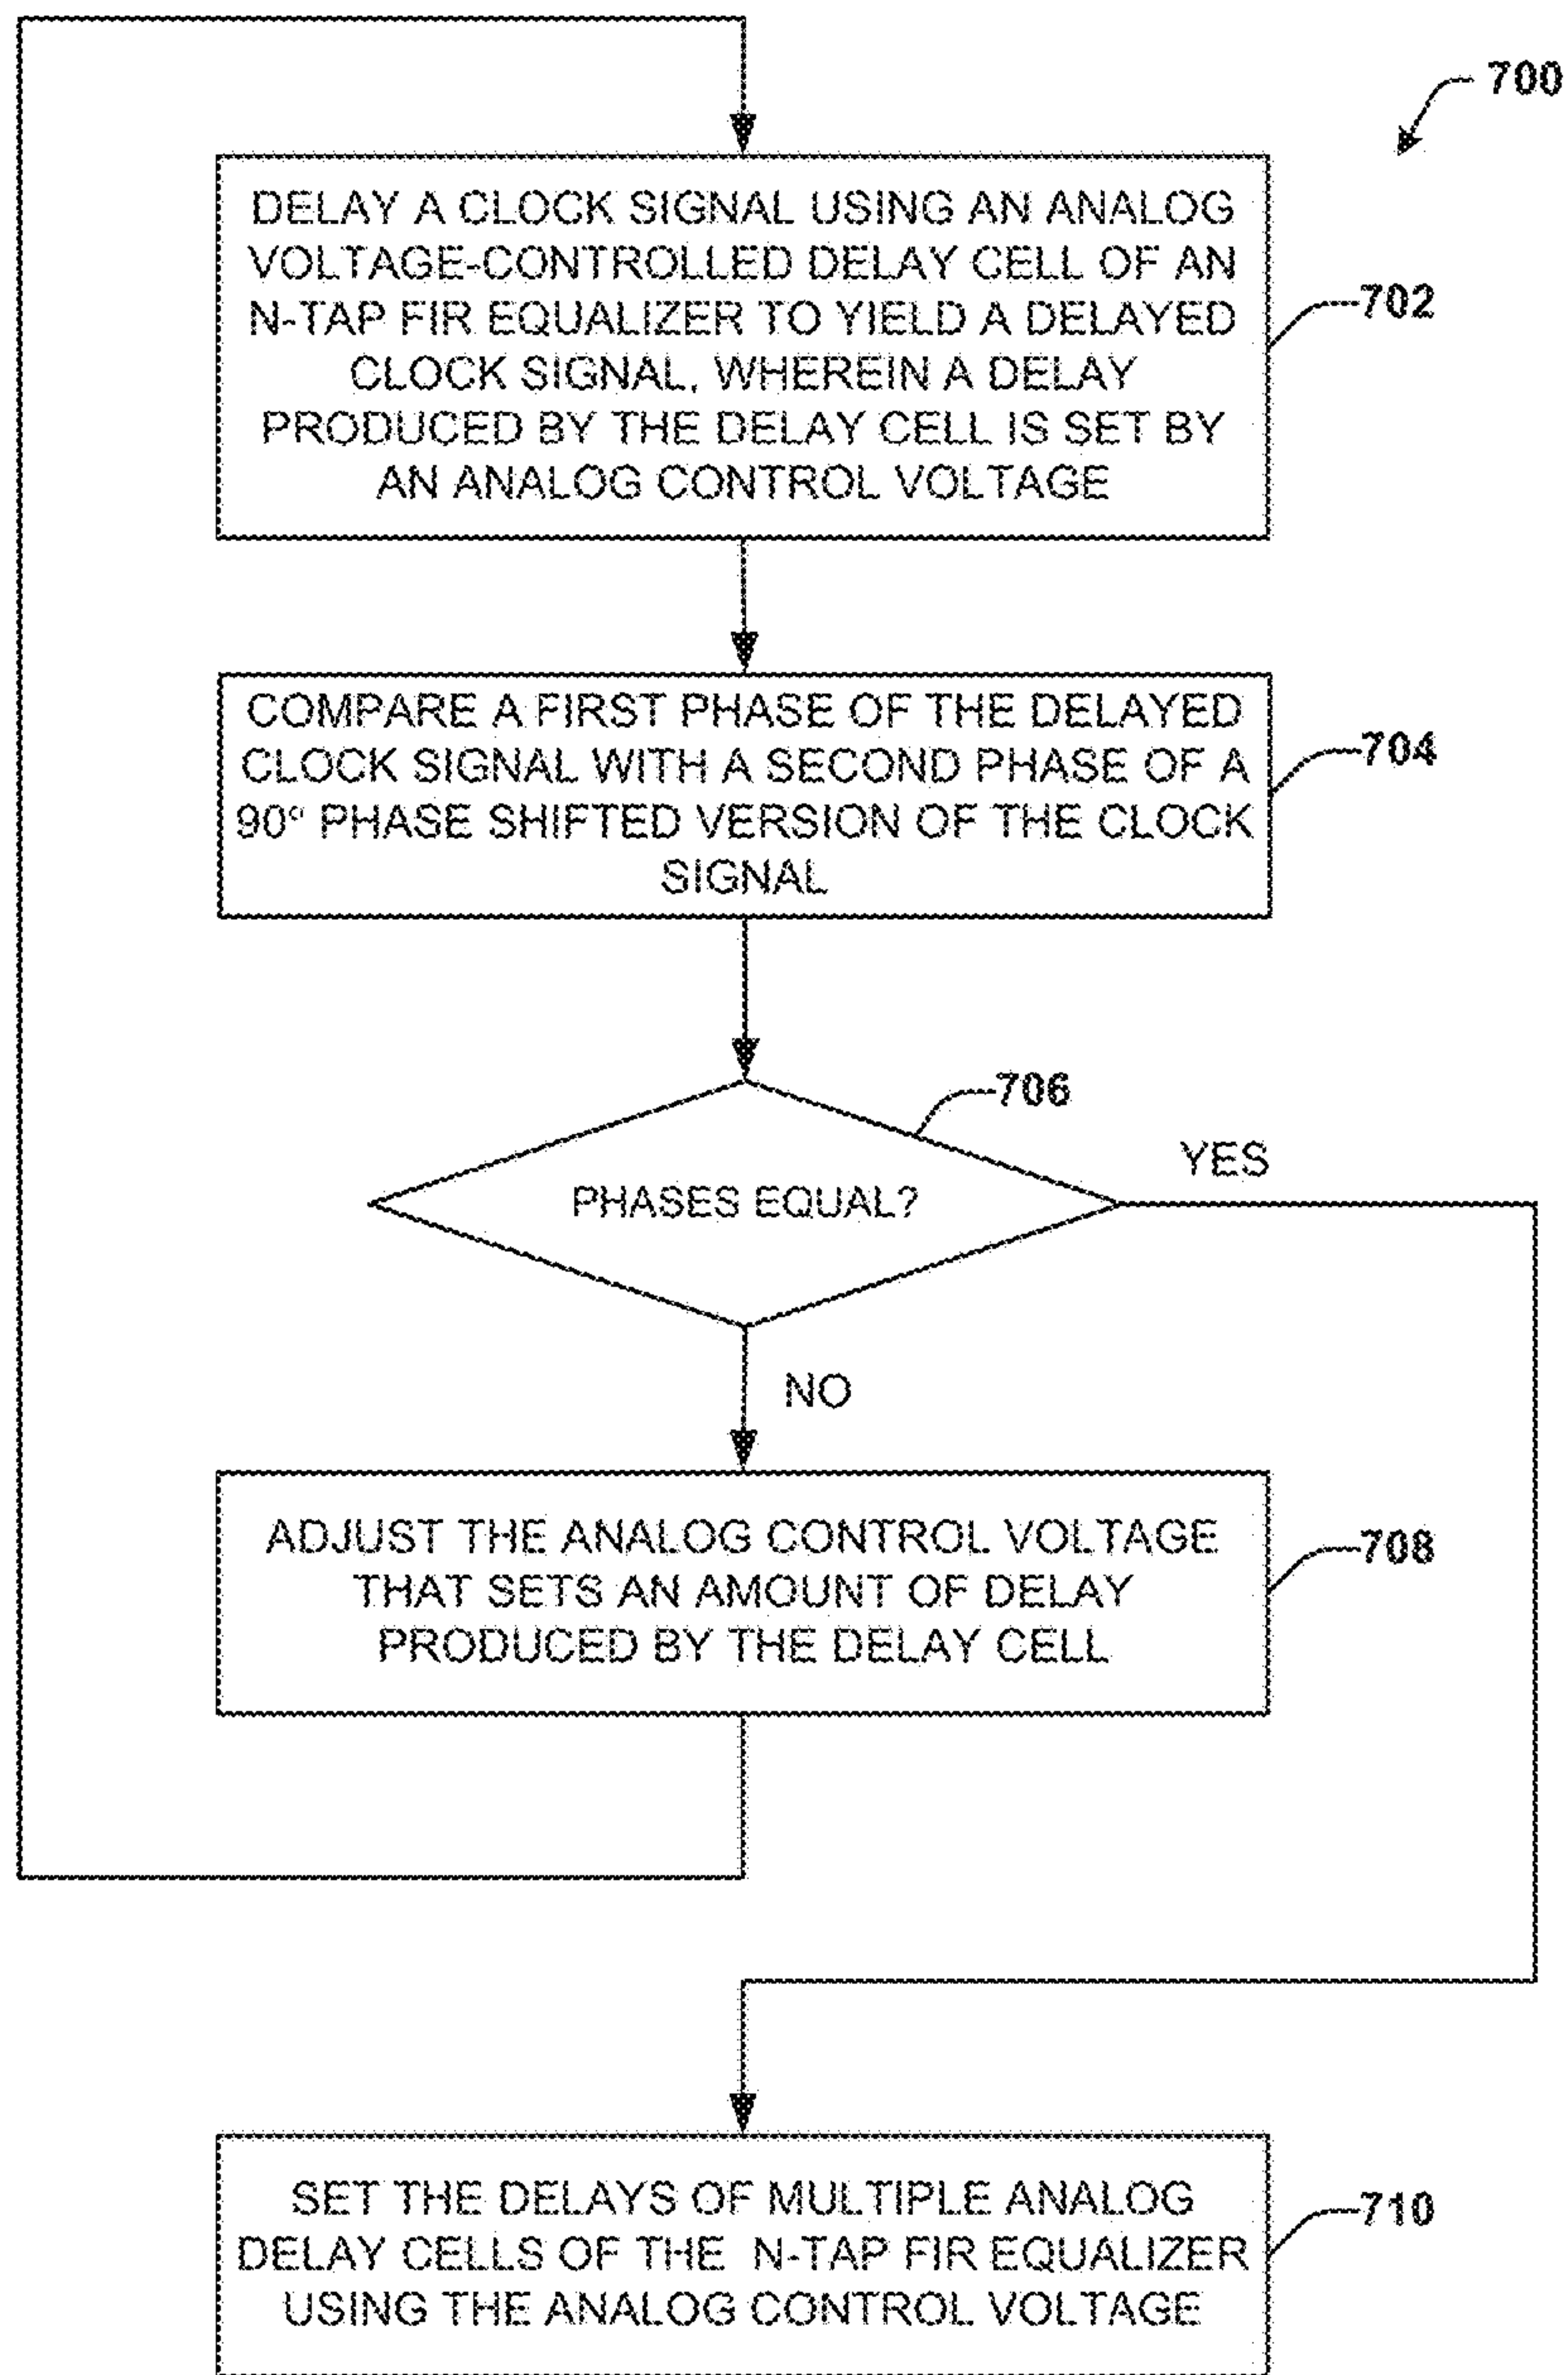 700
DELAY A CLOCK SIGNAL USING AN ANALOG
VOLTAGE-CONTROLLED DELAY CELL OF AN
N-TAP FIR EQUALIZER TO YIELD A DELAYED
CLOCK SIGNAL, WHEREIN A DELAY
PRODUCED BY THE DELAY CELL IS SET BY
AN ANALOG CONTROL VOLTAGE
702
COMPARE A FIRST PHASE OF THE DELAYED
CLOCK SIGNAL WITH A SECOND PHASE OF A
90° PHASE SHIFTED VERSION OF THE CLOCK
SIGNAL
704
706
PHASES EQUAL?
YES
NO
ADJUST THE ANALOG CONTROL VOLTAGE
THAT SETS AN AMOUNT OF DELAY
PRODUCED BY THE DELAY CELL
708
SET THE DELAYS OF MULTIPLE ANALOG
DELAY CELLS OF THE N-TAP FIR EQUALIZER
USING THE ANALOG CONTROL VOLTAGE
710